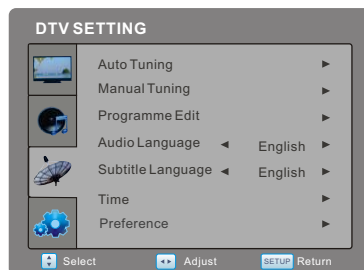 DTV SETTING
Auto Tuning
Manual Tuning
Programme Edit
Audio Language ◄ English ►
Subtitle Language ◄ English ►
Time
Preference
Select Adjust SETUP Return